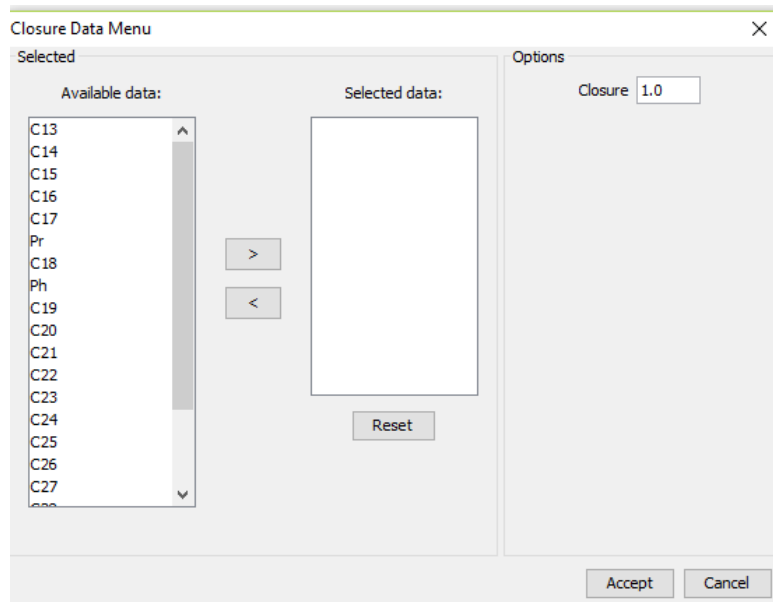 Closure Data Menu
Selected
Options
Available data:
Selected data:
Closure 1.0
C13
C14
C15
C16
C17
Pr
C18
Ph
C19
C20
C21
C22
C23
C24
C25
C26
C27
>
<
Reset
Accept
Cancel